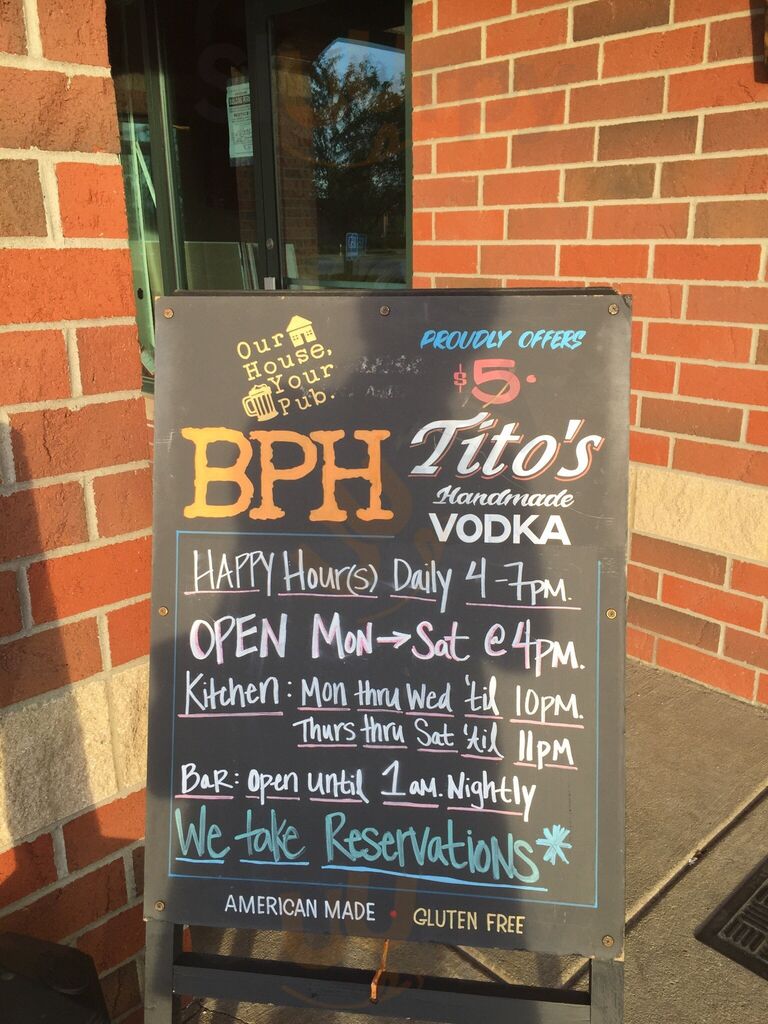 Our
House,
Your
Pub.
BPH
PROUDLY OFFERS
$5.
Tito's
Handmade
VODKA
HAPPY Hour(s) Daily 4-7pm.
OPEN Mon→Sat @ 4pm.
Kitchen: Mon thru Wed 'til 10pm.
Thurs thru Sat 'til 11pm
Bar: open until 1am. Nightly
We take Reservations*
AMERICAN MADE • GLUTEN FREE